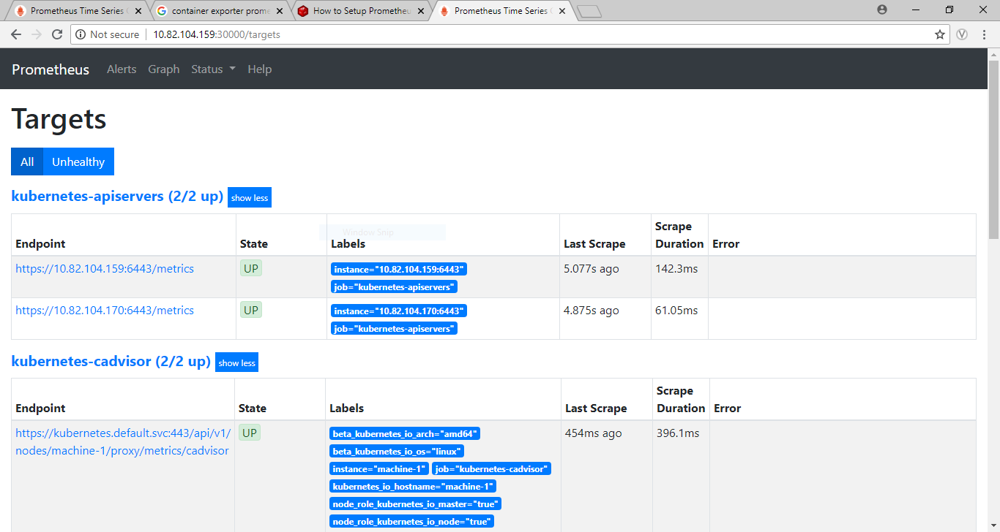 Prometheus Time Series C
container exporter prome
How to Setup Prometheu
Prometheus Time Series C
Not secure 10.82.104.159:30000/targets
Prometheus Alerts Graph Status Help
Targets
All Unhealthy
kubernetes-apiservers (2/2 up) show less
Endpoint State Labels Last Scrape Scrape Duration Error
Window Snip
https://10.82.104.159:6443/metrics UP instance="10.82.104.159:6443" 5.077s ago 142.3ms
job="kubernetes-apiservers"
https://10.82.104.170:6443/metrics UP instance="10.82.104.170:6443" 4.875s ago 61.05ms
job="kubernetes-apiservers"
kubernetes-cadvisor (2/2 up) show less
Endpoint State Labels Last Scrape Scrape Duration Error
https://kubernetes.default.svc:443/api/v1/ UP beta_kubernetes_io_arch="amd64" 454ms ago 396.1ms
nodes/machine-1/proxy/metrics/cadvisor beta_kubernetes_io_os="linux"
instance="machine-1" job="kubernetes-cadvisor"
kubernetes_io_hostname="machine-1"
node_role_kubernetes_io_master="true"
node_role_kubernetes_io_node="true"